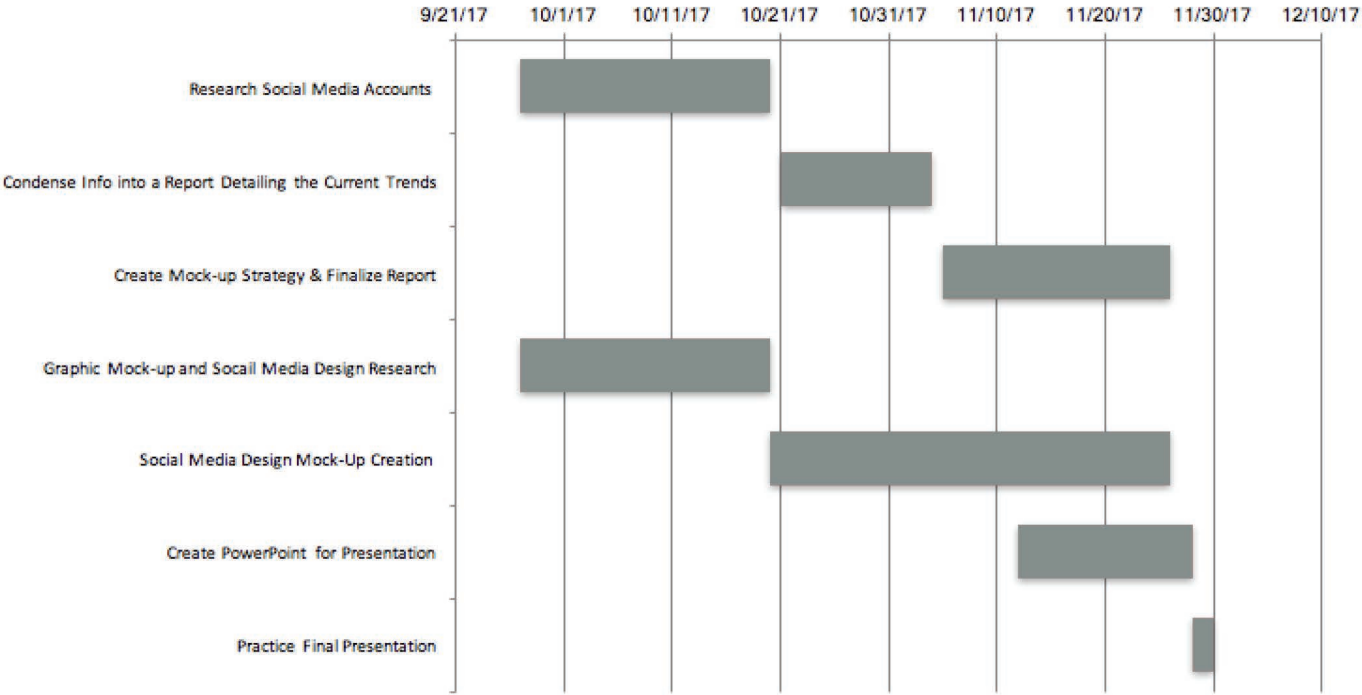 9/21/17 10/1/17 10/11/17 10/21/17 10/31/17 11/10/17 11/20/17 11/30/17 12/10/17
Research Social Media Accounts
Condense Info into a Report Detailing the Current Trends
Create Mock-up Strategy & Finalize Report
Graphic Mock-up and Socail Media Design Research
Social Media Design Mock-Up Creation
Create PowerPoint for Presentation
Practice Final Presentation